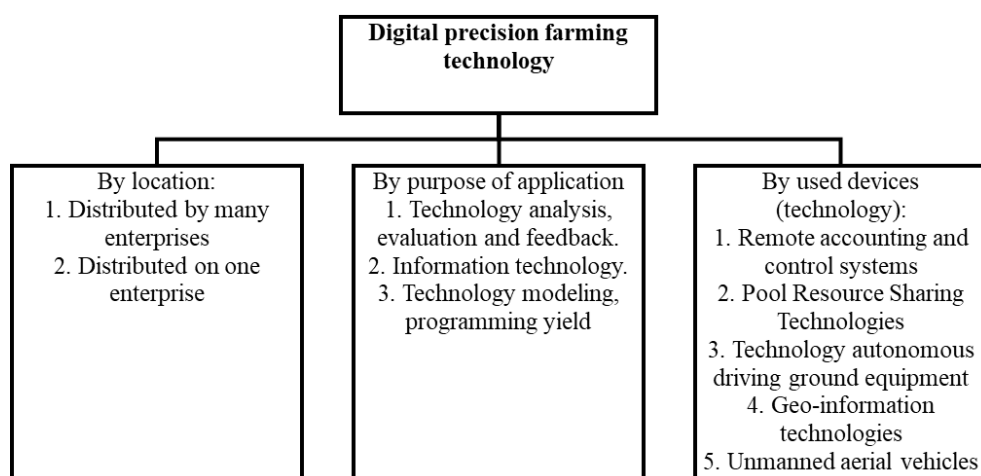 Digital precision farming
technology
By location:
1. Distributed by many
enterprises
2. Distributed on one
enterprise
By purpose of application
1. Technology analysis,
evaluation and feedback.
2. Information technology.
3. Technology modeling,
programming yield
By used devices
(technology):
1. Remote accounting and
control systems
2. Pool Resource Sharing
Technologies
3. Technology autonomous
driving ground equipment
4. Geo-information
technologies
5. Unmanned aerial vehicles